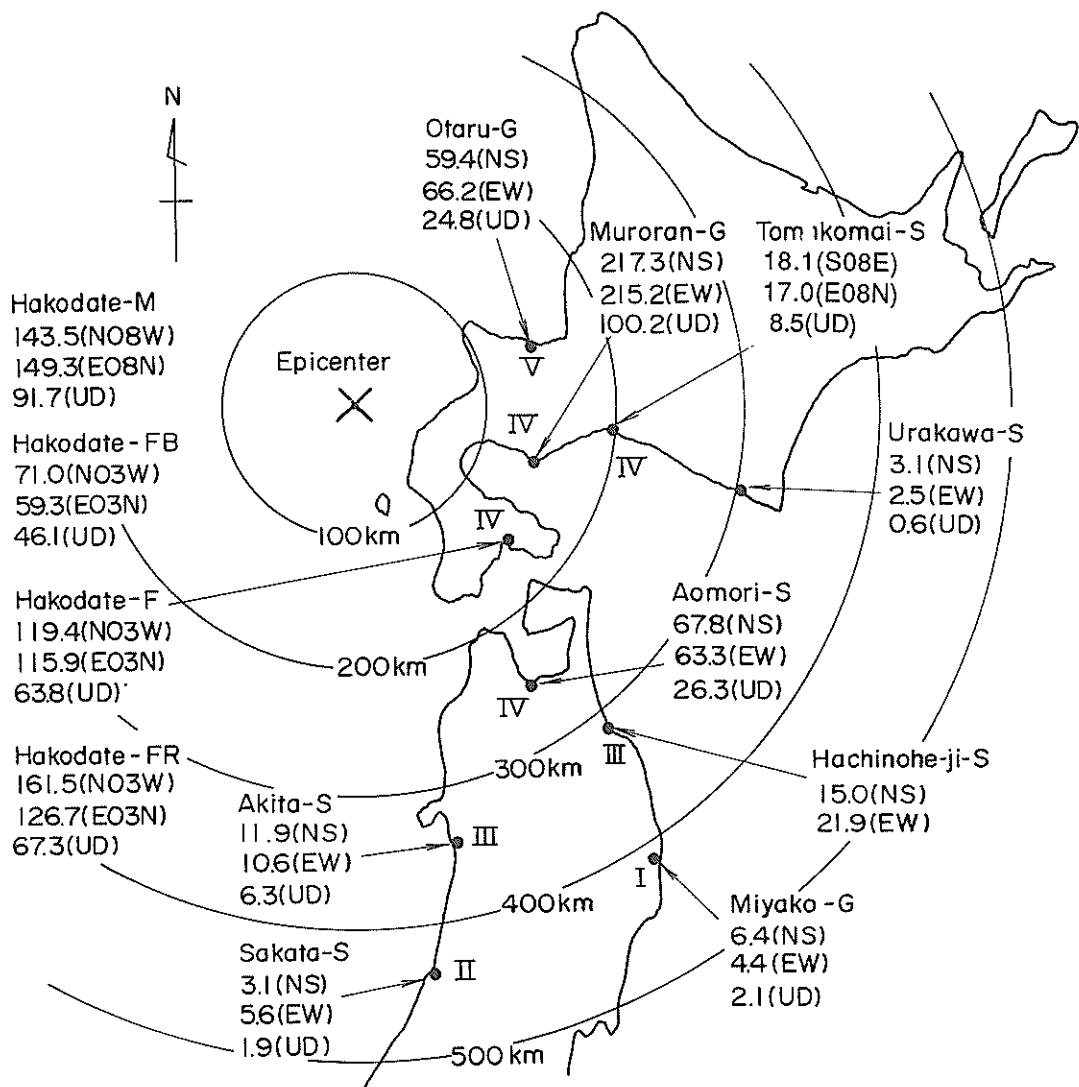 N
Otaru-G
59.4(NS)
66.2(EW)
24.8(UD)
V
Muroran-G
217.3(NS)
215.2(EW)
100.2(UD)
IV
Tom ikomai-S
18.1(S08E)
17.0(E08N)
8.5(UD)
IV
Hakodate-M
143.5(N08W)
149.3(E08N)
91.7(UD)
Epicenter
Hakodate-FB
71.0(N03W)
59.3(E03N)
46.1(UD)
Urakawa-S
3.1(NS)
2.5(EW)
0.6(UD)
IV
100km
Hakodate-F
119.4(N03W)
115.9(E03N)
63.8(UD)
Aomori-S
67.8(NS)
63.3(EW)
26.3(UD)
200km
IV
Hakodate-FR
161.5(N03W)
126.7(E03N)
67.3(UD)
300km
III
Hachinohe-ji-S
15.0(NS)
21.9(EW)
Akita-S
11.9(NS)
10.6(EW)
6.3(UD)
III
400km
I
Miyako-G
6.4(NS)
4.4(EW)
2.1(UD)
Sakata-S
3.1(NS)
5.6(EW)
1.9(UD)
II
500km